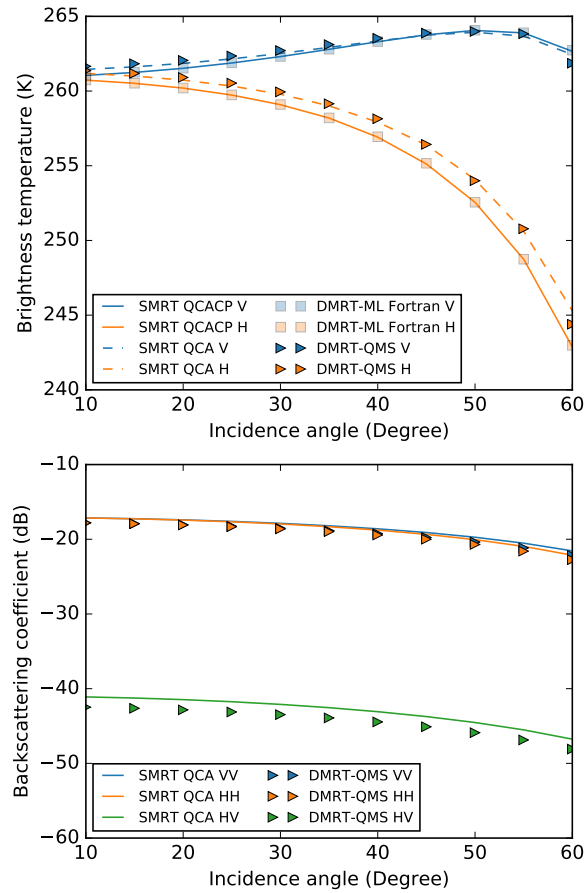 265
260
255
250
245
240
Brightness temperature (K)
SMRT QCACP V
SMRT QCACP H
SMRT QCA V
SMRT QCA H
DMRT-ML Fortran V
DMRT-ML Fortran H
DMRT-QMS V
DMRT-QMS H
10 20 30 40 50 60
Incidence angle (Degree)
−10
−20
−30
−40
−50
−60
Backscattering coefficient (dB)
SMRT QCA VV
SMRT QCA HH
SMRT QCA HV
DMRT-QMS VV
DMRT-QMS HH
DMRT-QMS HV
10 20 30 40 50 60
Incidence angle (Degree)